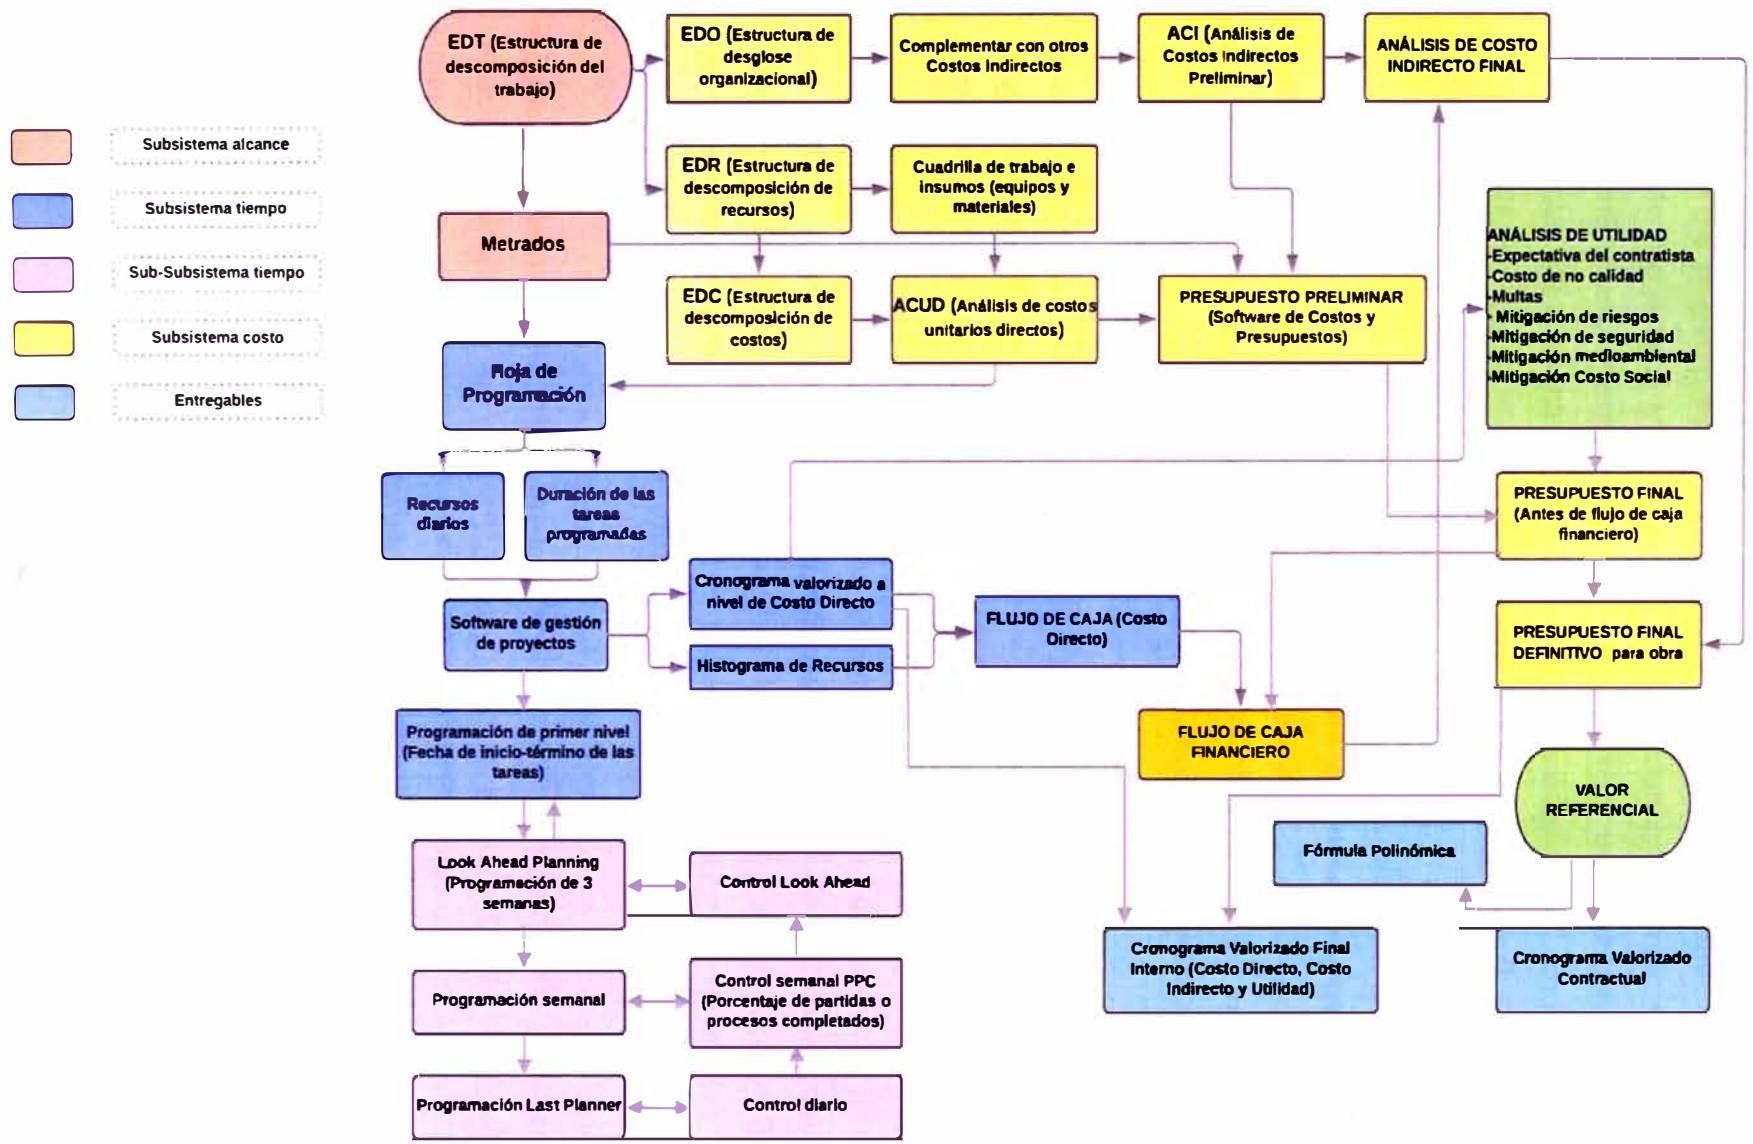 EDT (Estructura de
descomposición del
trabajo)
EDO (Estructura de
desglose
organizacional)
Complementar con otros
Costos Indirectos
ACI (Análisis de
Costos Indirectos
Preliminar)
ANÁLISIS DE COSTO
INDIRECTO FINAL
Subsistema alcance
Subsistema tiempo
Sub-Subsistema tiempo
Subsistema costo
Entregables
EDR (Estructura de
descomposición de
recursos)
Cuadrilla de trabajo e
insumos (equipos y
materiales)
Metrados
EDC (Estructura de
descomposición de
costos)
ACUD (Análisis de costos
unitarios directos)
PRESUPUESTO PRELIMINAR
(Software de Costos y
Presupuestos)
ANÁLISIS DE UTILIDAD
-Expectativa del contratista
-Costo de no calidad
-Multas
- Mitigación de riesgos
-Mitigación de seguridad
-Mitigación medioambiental
-Mitigación Costo Social
Hoja de
Programación
Recursos
diarios
Duración de las
tareas
programadas
PRESUPUESTO FINAL
(Antes de flujo de caja
financiero)
Software de gestión
de proyectos
Cronograma valorizado a
nivel de Costo Directo
Histograma de Recursos
FLUJO DE CAJA (Costo
Directo)
PRESUPUESTO FINAL
DEFINITIVO para obra
Programación de primer nivel
(Fecha de inicio-término de las
tareas)
FLUJO DE CAJA
FINANCIERO
VALOR
REFERENCIAL
Fórmula Polinómica
Look Ahead Planning
(Programación de 3
semanas)
Control Look Ahead
Cronograma Valorizado Final
Interno (Costo Directo, Costo
Indirecto y Utilidad)
Cronograma Valorizado
Contractual
Programación semanal
Control semanal PPC
(Porcentaje de partidas o
procesos completados)
Programación Last Planner
Control diario